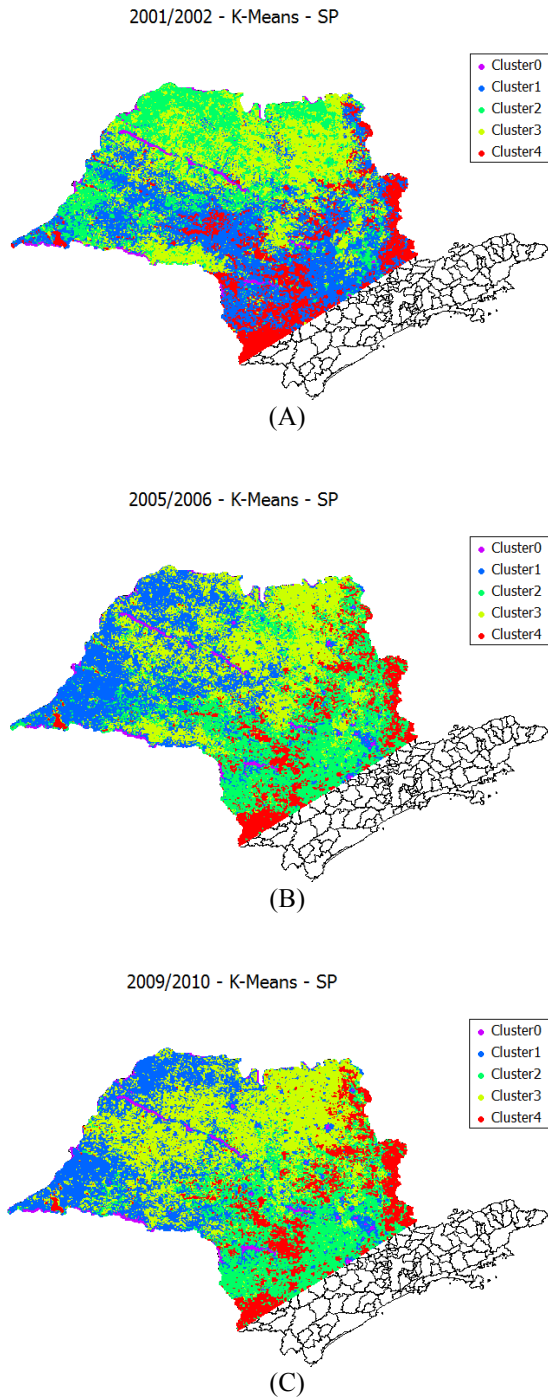 2001/2002 - K-Means - SP
Cluster0
Cluster1
Cluster2
Cluster3
Cluster4
(A)
2005/2006 - K-Means - SP
Cluster0
Cluster1
Cluster2
Cluster3
Cluster4
(B)
2009/2010 - K-Means - SP
Cluster0
Cluster1
Cluster2
Cluster3
Cluster4
(C)